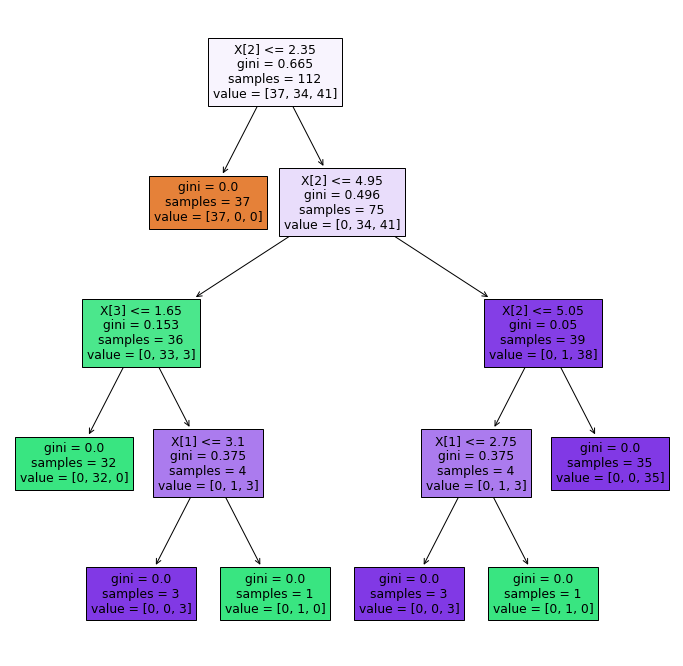 X[2] <= 2.35
gini = 0.665
samples = 112
value = [37, 34, 41]
gini = 0.0
samples = 37
value = [37, 0, 0]
X[2] <= 4.95
gini = 0.496
samples = 75
value = [0, 34, 41]
X[3] <= 1.65
gini = 0.153
samples = 36
value = [0, 33, 3]
X[2] <= 5.05
gini = 0.05
samples = 39
value = [0, 1, 38]
gini = 0.0
samples = 32
value = [0, 32, 0]
X[1] <= 3.1
gini = 0.375
samples = 4
value = [0, 1, 3]
X[1] <= 2.75
gini = 0.375
samples = 4
value = [0, 1, 3]
gini = 0.0
samples = 35
value = [0, 0, 35]
gini = 0.0
samples = 3
value = [0, 0, 3]
gini = 0.0
samples = 1
value = [0, 1, 0]
gini = 0.0
samples = 3
value = [0, 0, 3]
gini = 0.0
samples = 1
value = [0, 1, 0]